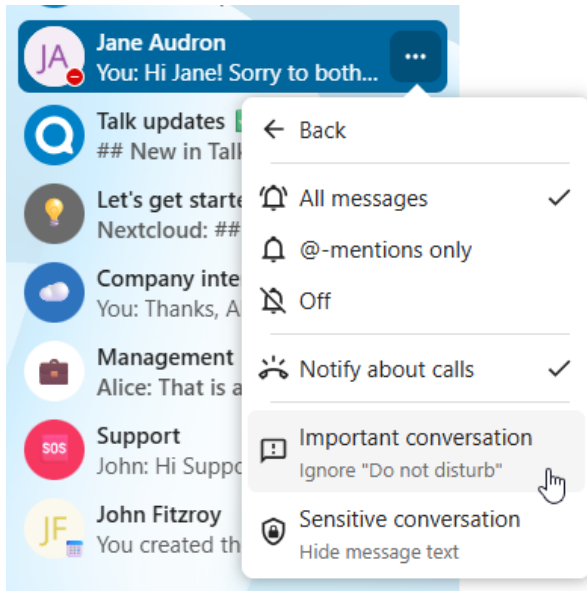 JA
Jane Audron
You: Hi Jane! Sorry to both...
Talk updates
## New in Talk
Let's get starte
Nextcloud: ##
Company inte
You: Thanks, A
Management
Alice: That is a
SOS
Support
John: Hi Suppo
JF
John Fitzroy
You created th
Back
All messages
@-mentions only
Off
Notify about calls
Important conversation
Ignore "Do not disturb"
Sensitive conversation
Hide message text